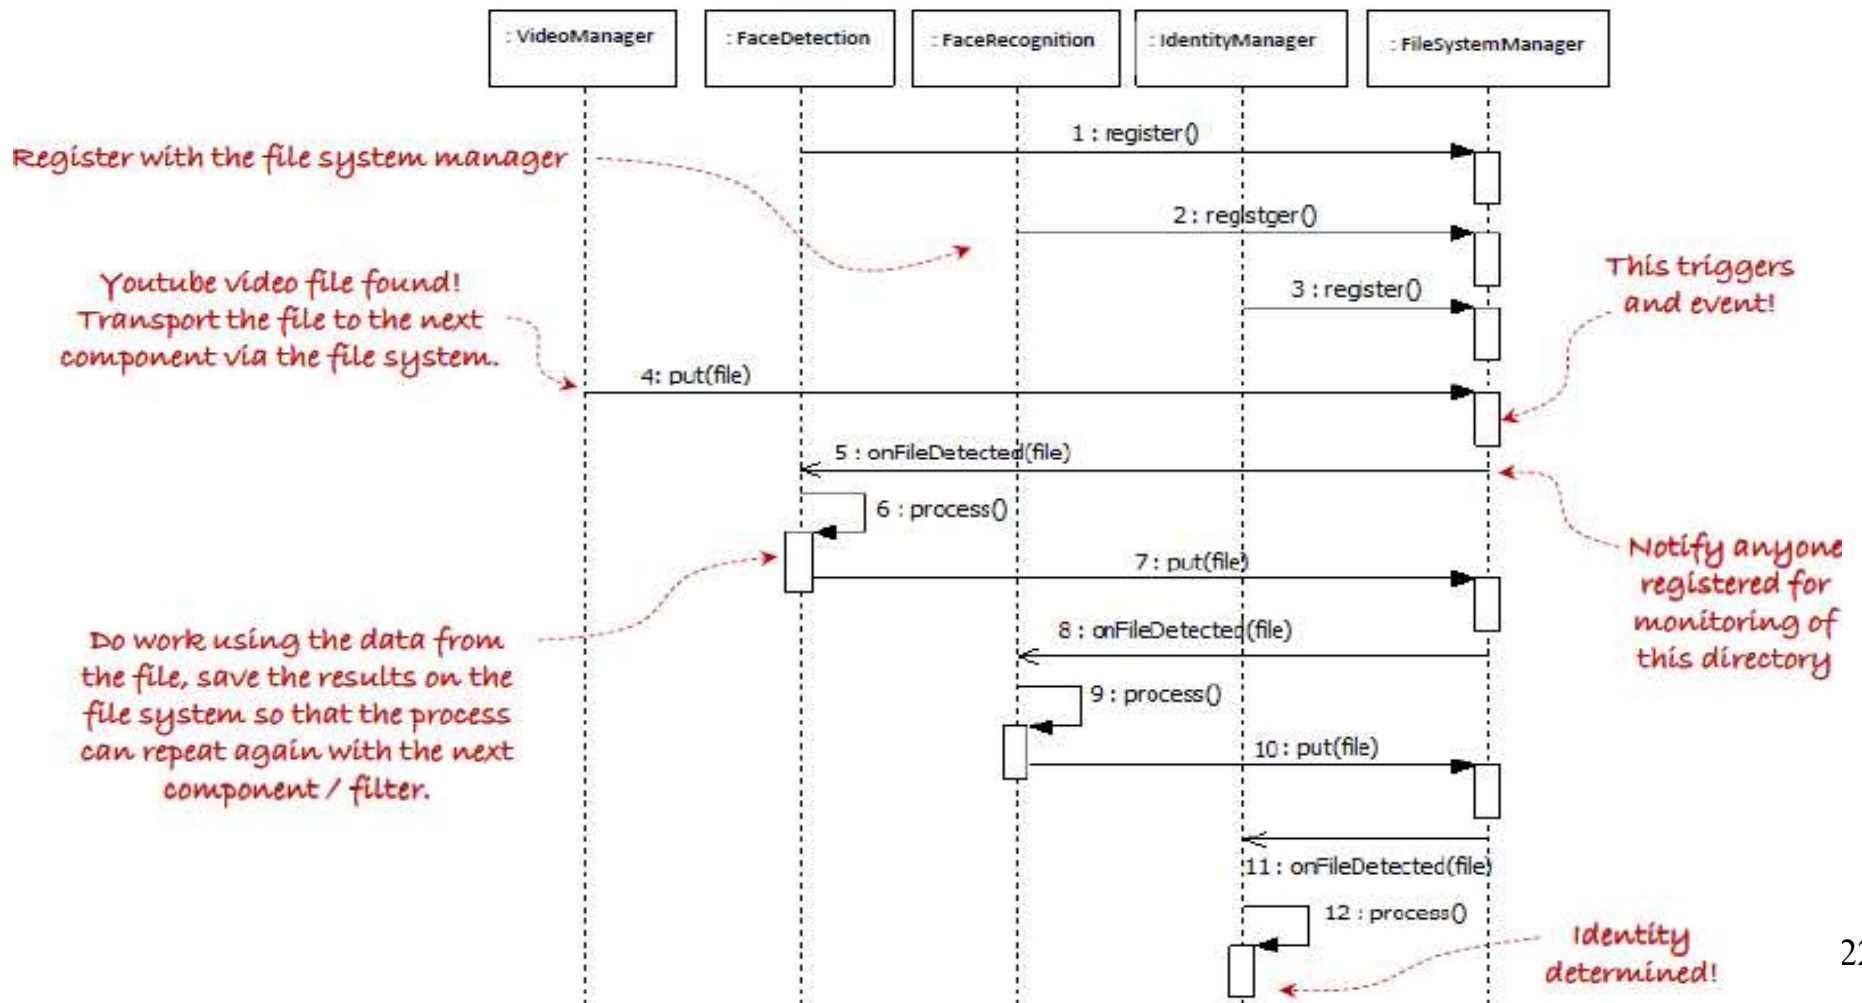 : VideoManager
: FaceDetection
: FaceRecognition
: IdentityManager
: FileSystemManager
1 : register()
Register with the file system manager
2 : registger()
This triggers
and event!
Youtube video file found!
Transport the file to the next
component via the file system.
3 : register()
4: put(file)
5 : onFileDetected(file)
6 : process()
Notify anyone
registered for
monitoring of
this directory
7 : put(file)
8 : onFileDetected(file)
Do work using the data from
the file, save the results on the
file system so that the process
can repeat again with the next
component / filter.
9 : process()
10 : put(file)
11 : onFileDetected(file)
12 : process()
Identity
determined!
22